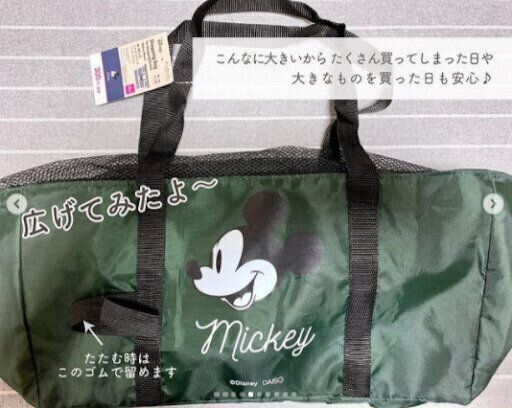 こんなに大きいから たくさん買ってしまった日や
大きなものを買った日も安心♪
Disney
200
広げてみたよ〜
Mickey
たたむ時は
このゴムで留めます
©Disney DAISO